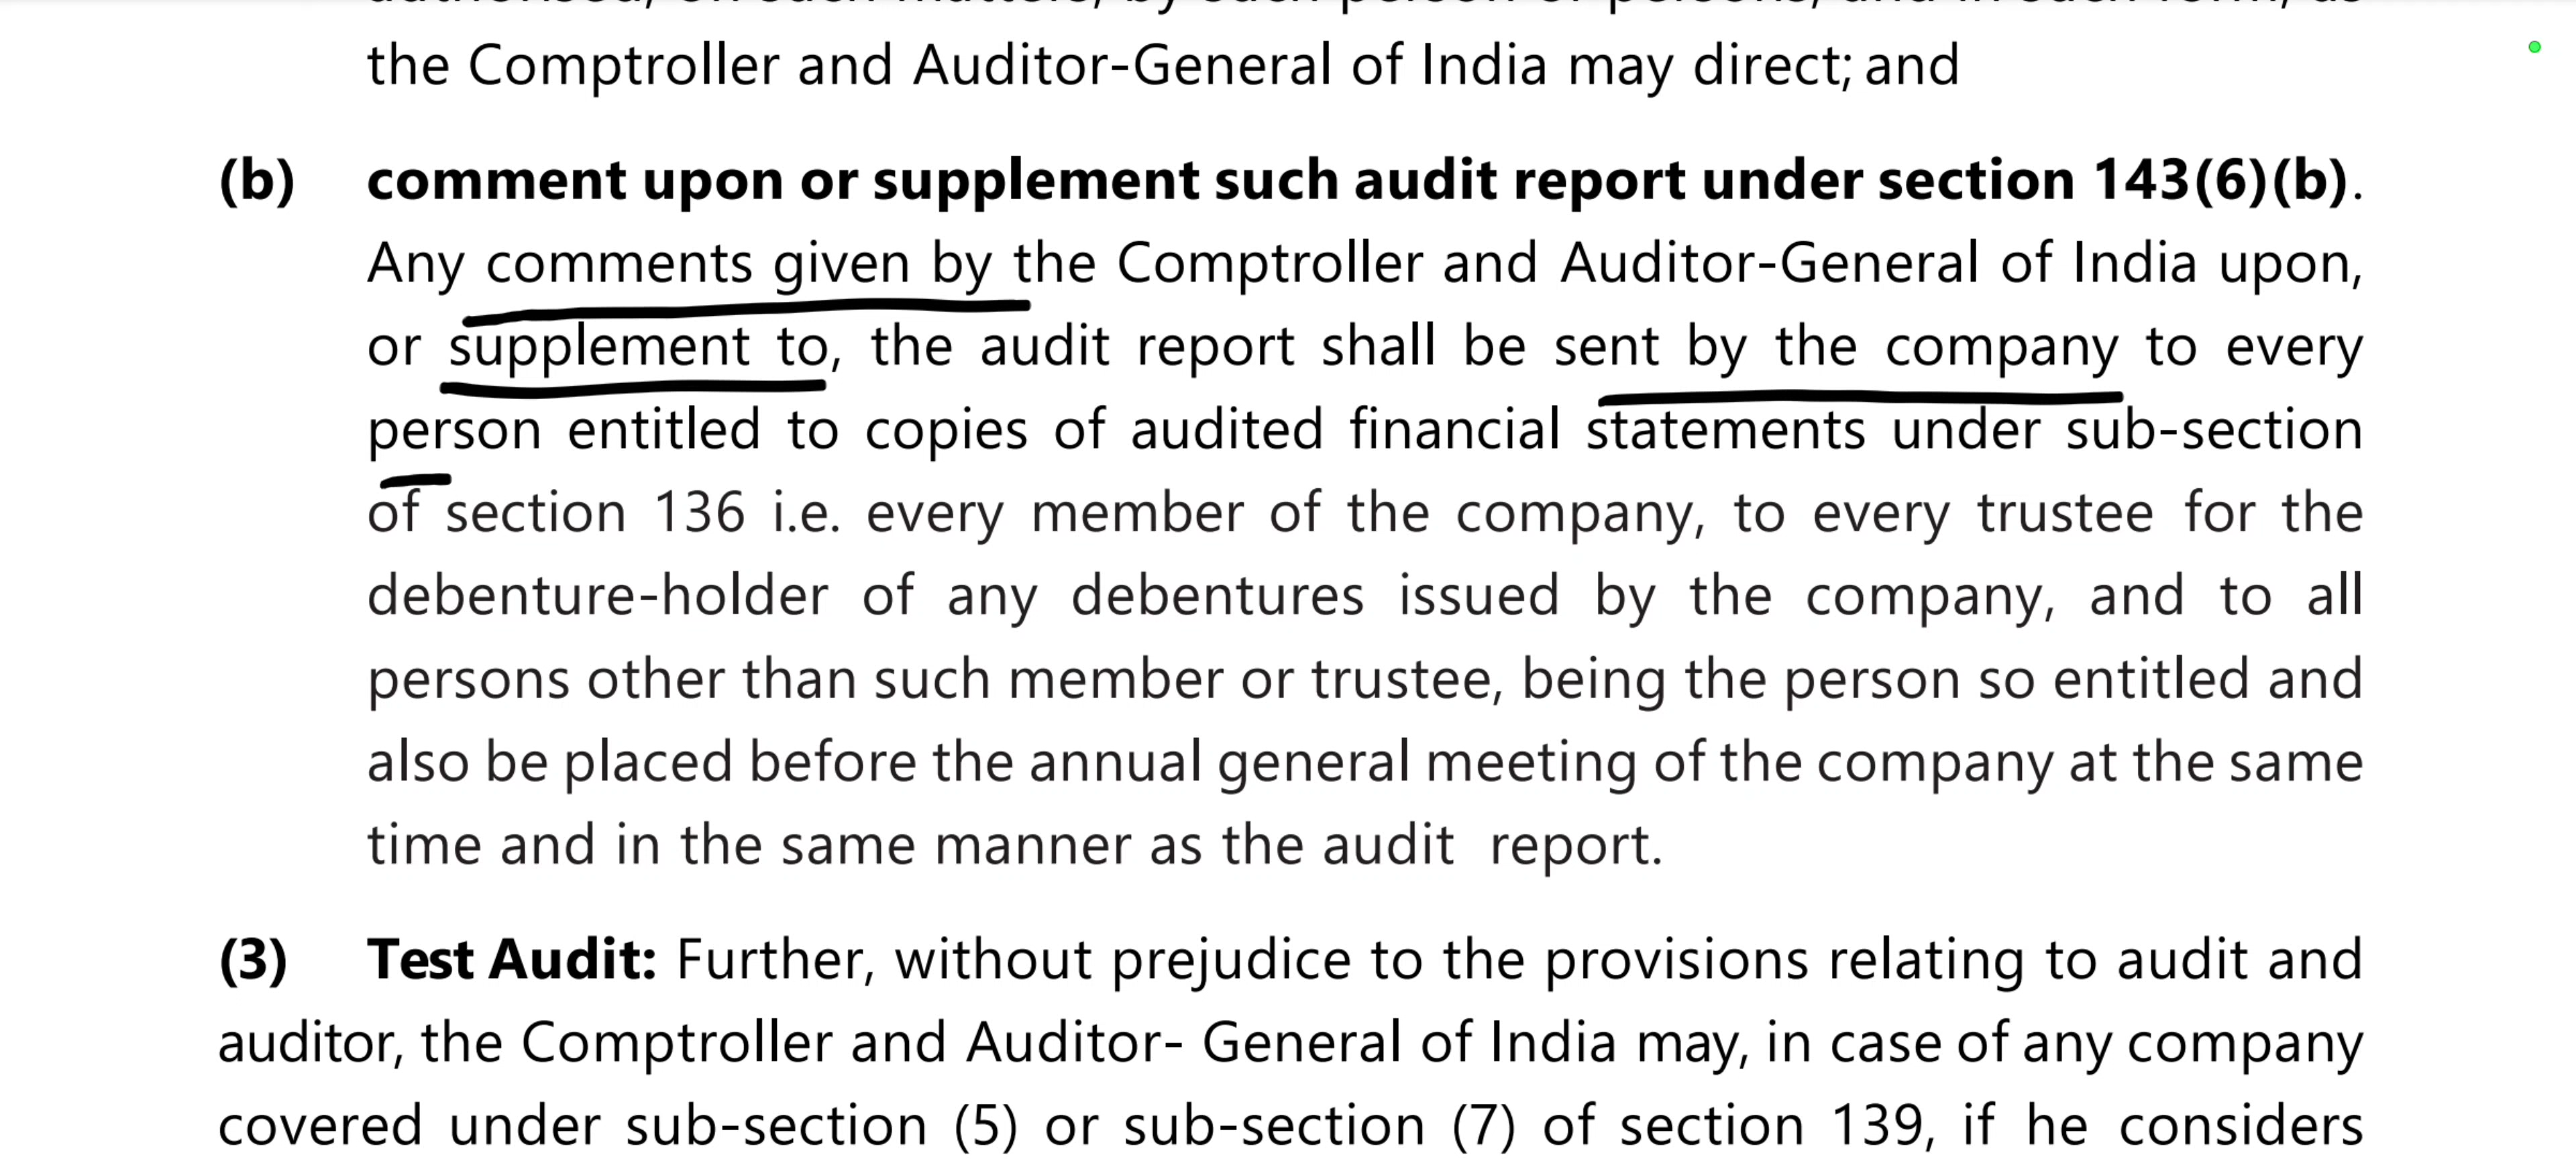 the Comptroller and Auditor-General of India may direct; and
(b) comment upon or supplement such audit report under section 143(6)(b).
Any comments given by the Comptroller and Auditor-General of India upon,
or supplement to, the audit report shall be sent by the company to every
person entitled to copies of audited financial statements under sub-section
of section 136 i.e. every member of the company, to every trustee for the
debenture-holder of any debentures issued by the company, and to all
persons other than such member or trustee, being the person so entitled and
also be placed before the annual general meeting of the company at the same
time and in the same manner as the audit report.
(3) Test Audit: Further, without prejudice to the provisions relating to audit and
auditor, the Comptroller and Auditor- General of India may, in case of any company
covered under sub-section (5) or sub-section (7) of section 139, if he considers